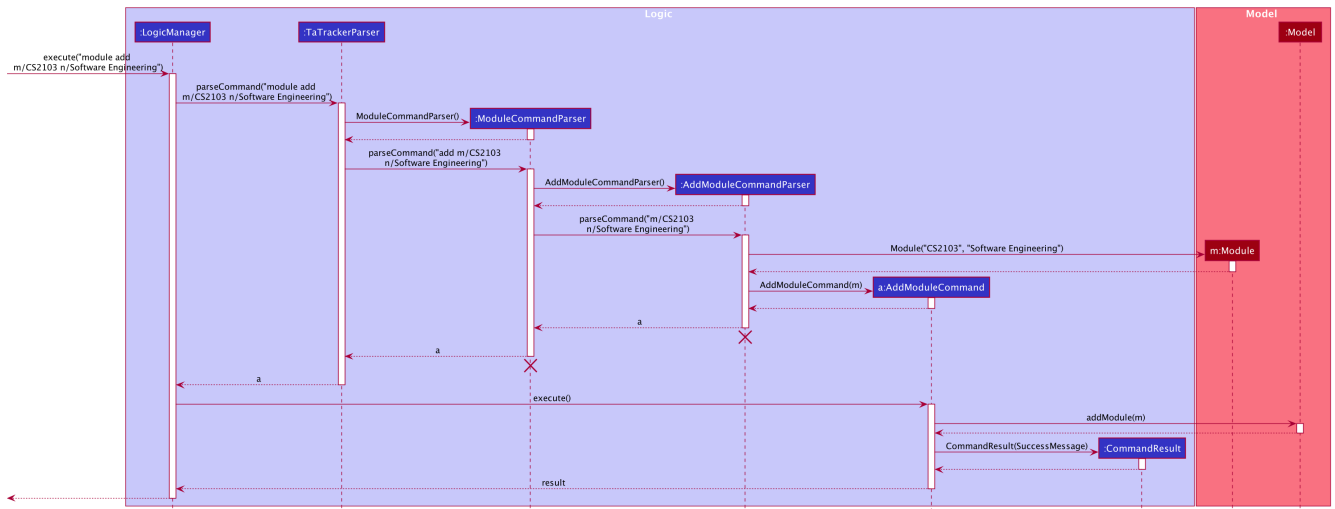 Logic
Model
:LogicManager
:TaTrackerParser
:Model
execute("module add
m/CS2103 n/Software Engineering")
parseCommand("module add
m/CS2103 n/Software Engineering")
ModuleCommandParser()
:ModuleCommandParser
parseCommand("add m/CS2103
n/Software Engineering")
AddModuleCommandParser()
:AddModuleCommandParser
parseCommand("m/CS2103
n/Software Engineering")
Module("CS2103", "Software Engineering")
m:Module
AddModuleCommand(m)
a:AddModuleCommand
a
a
a
execute()
addModule(m)
CommandResult(SuccessMessage)
:CommandResult
result